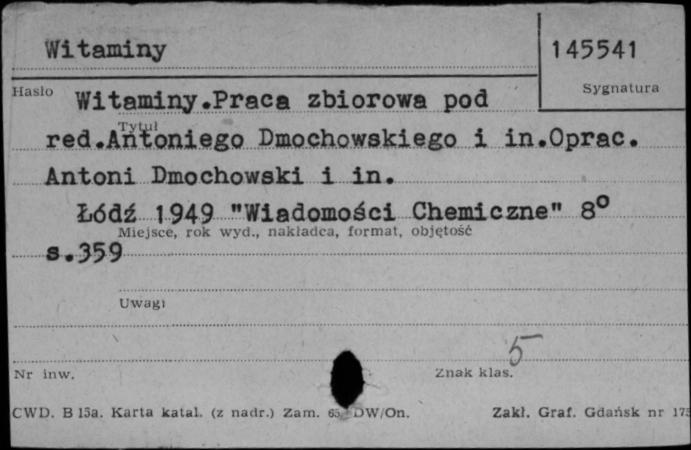 Witaminy
145541
Hasło
Sygnatura
Witaminy.Praca zbiorowa pod
Tytuł
red.Antoniego Dmochowskiego i in.Oprac.
Antoni Dmochowski i in.
Łódź 1949 "Wiadomości Chemiczne" 8°
Miejsce, rok wyd., nakładca, format, objętość
s.359
Uwagi
5
Nr inw.
Znak klas.
CWD. B 15a. Karta katal. (z nadr.) Zam. 65 DW/On.
Zakł. Graf. Gdańsk nr 175